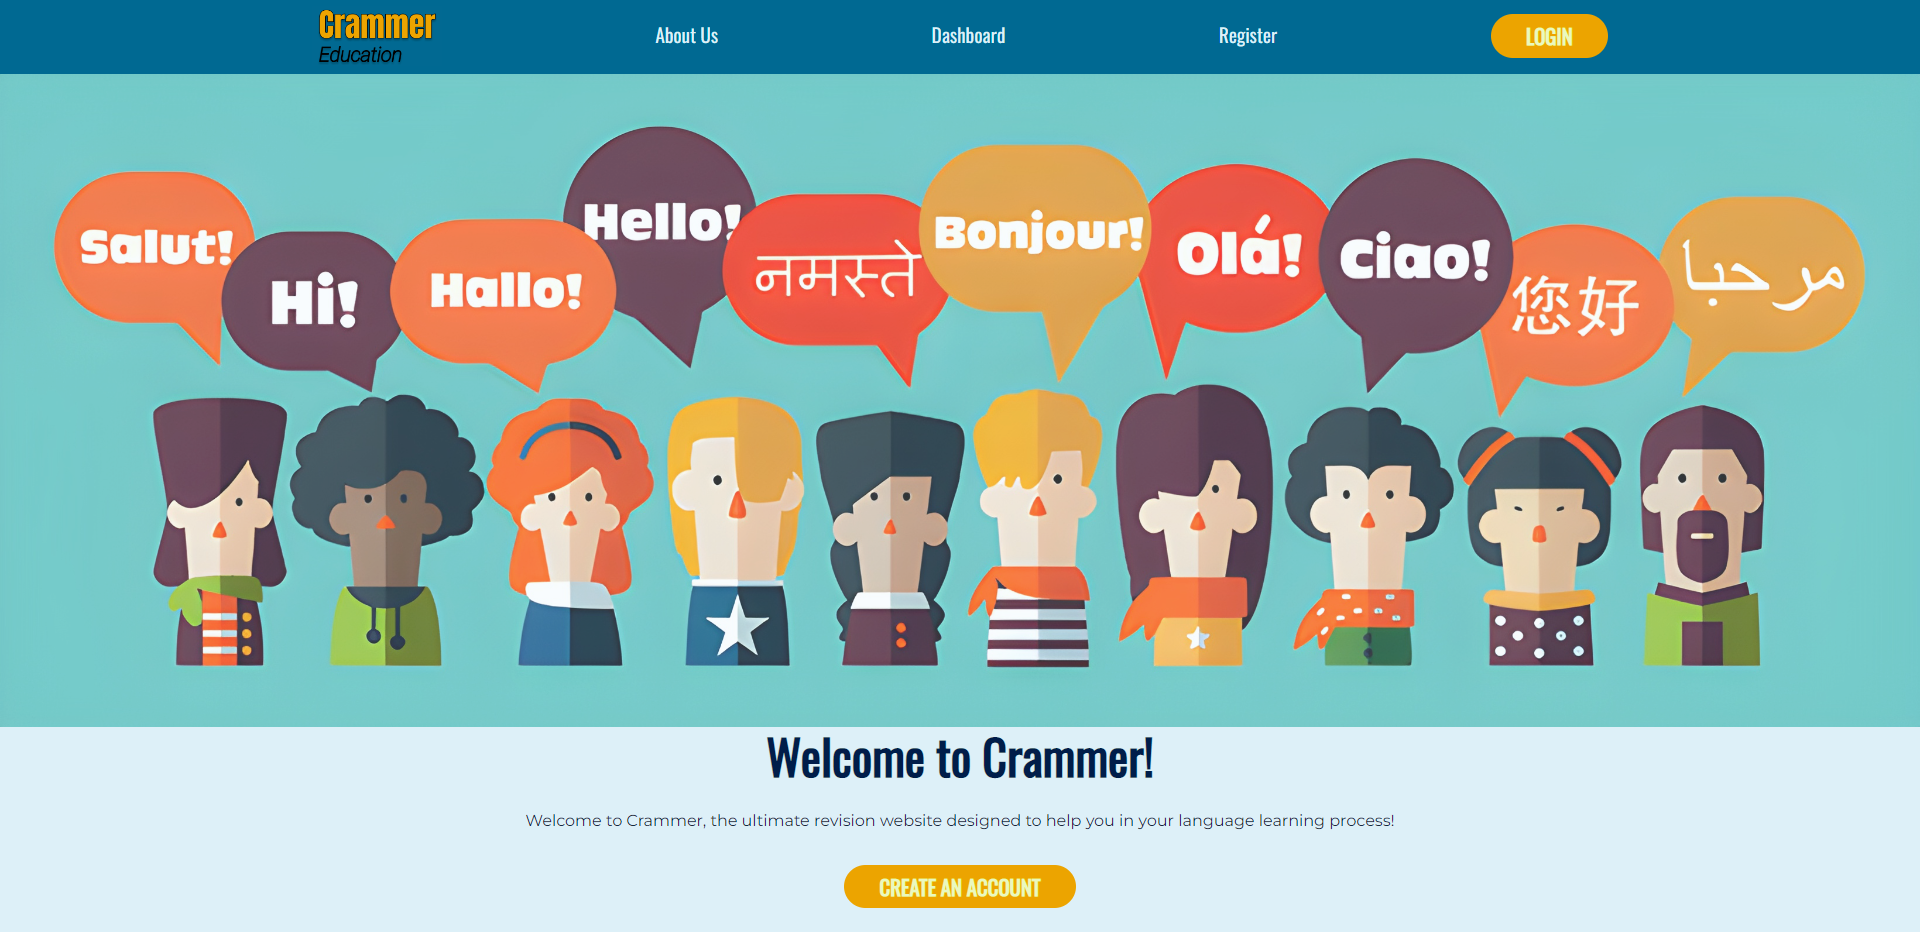 Crammer
Education
About Us
Dashboard
Register
LOGIN
Salut!
Hi!
Hallo!
Hello!
नमस्ते
Bonjour!
Olá!
Ciao!
您好
مرحبا
Welcome to Crammer!
Welcome to Crammer, the ultimate revision website designed to help you in your language learning process!
CREATE AN ACCOUNT